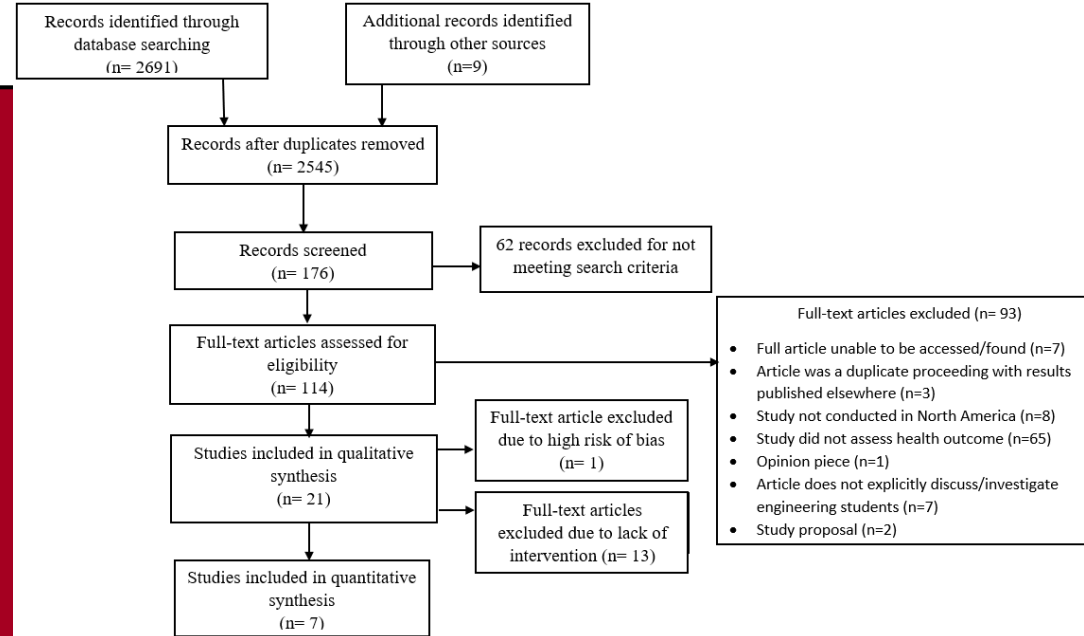 Records identified through
database searching
(n= 2691)
Additional records identified
through other sources
(n=9)
Records after duplicates removed
(n= 2545)
Records screened
(n= 176)
62 records excluded for not
meeting search criteria
Full-text articles assessed for
eligibility
(n= 114)
Full-text articles excluded (n= 93)
• Full article unable to be accessed/found (n=7)
• Article was a duplicate proceeding with results
published elsewhere (n=3)
• Study not conducted in North America (n=8)
• Study did not assess health outcome (n=65)
• Opinion piece (n=1)
• Article does not explicitly discuss/investigate
engineering students (n=7)
• Study proposal (n=2)
Studies included in qualitative
synthesis
(n= 21)
Full-text article excluded
due to high risk of bias
(n= 1)
Full-text articles
excluded due to lack of
intervention (n= 13)
Studies included in quantitative
synthesis
(n= 7)